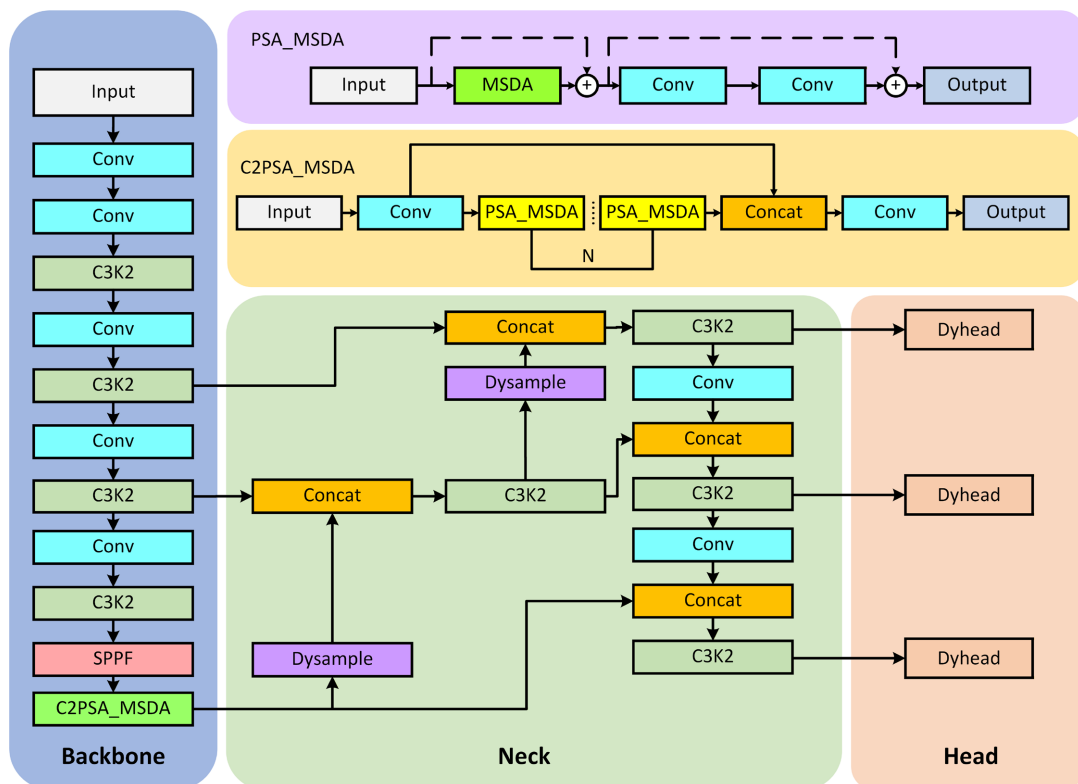 Input
Conv
Conv
C3K2
Conv
C3K2
Conv
C3K2
Conv
C3K2
SPPF
C2PSA_MSDA
Backbone
PSA_MSDA
Input
MSDA
+
Conv
Conv
+
Output
C2PSA_MSDA
Input
Conv
PSA_MSDA
PSA_MSDA
Concat
Conv
Output
N
Concat
Dysample
Concat
C3K2
Dysample
C3K2
Conv
Concat
C3K2
Conv
Concat
C3K2
Neck
Dyhead
Dyhead
Dyhead
Head